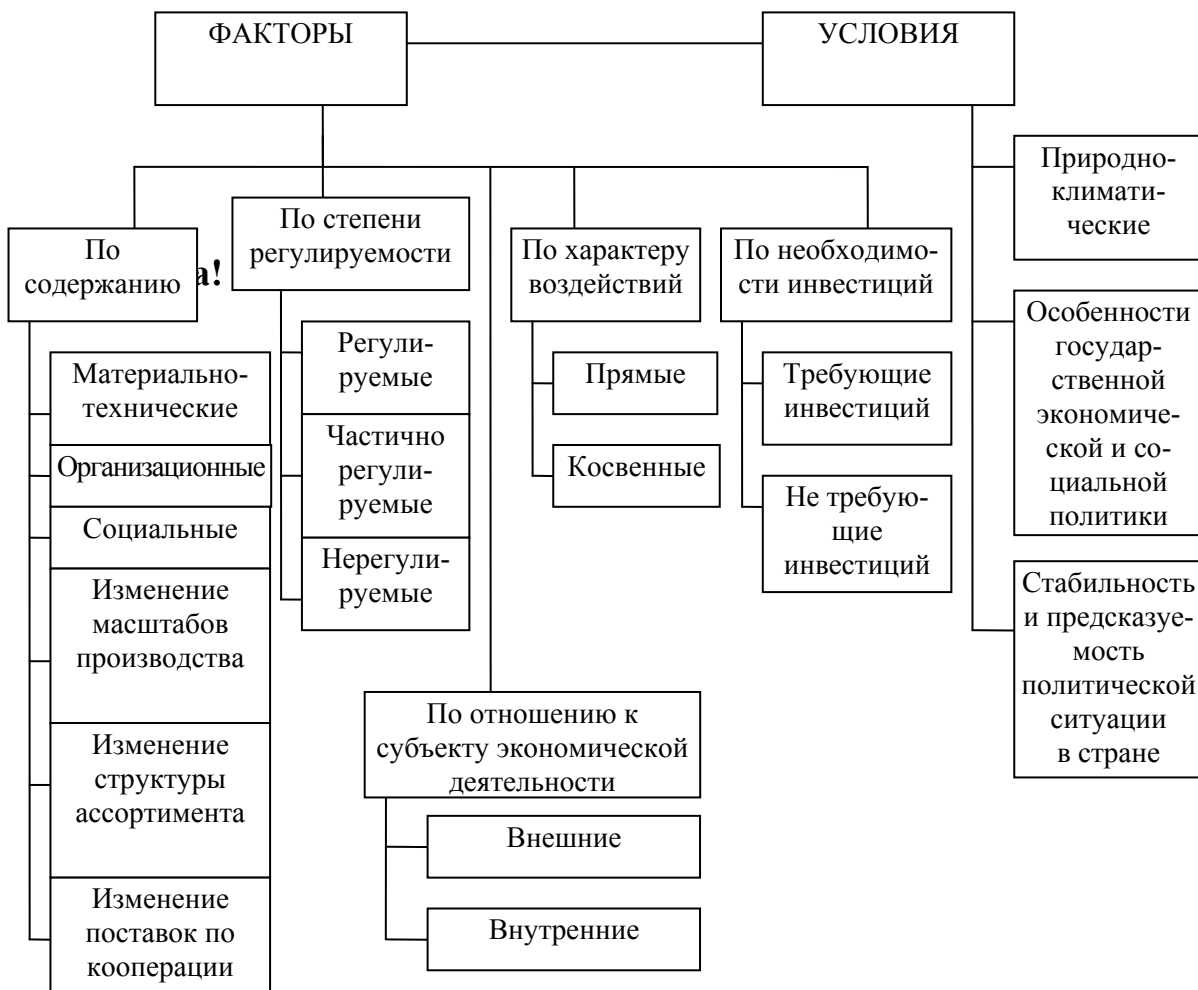 ФАКТОРЫ
УСЛОВИЯ
По
содержанию
а!
Материально-
технические
Организационные
Социальные
Изменение
масштабов
производства
Изменение
структуры
ассортимента
Изменение
поставок по
кооперации
По степени
регулируемости
Регули-
руемые
Частично
регули-
руемые
Нерегули-
руемые
По отношению к
субъекту экономической
деятельности
Внешние
Внутренние
По характеру
воздействий
Прямые
Косвенные
По необходимо-
сти инвестиций
Требующие
инвестиций
Не требую-
щие
инвестиций
Природно-
климати-
ческие
Особенности
государ-
ственной
экономиче-
ской и со-
циальной
политики
Стабильность
и предсказуе-
мость
политической
ситуации
в стране